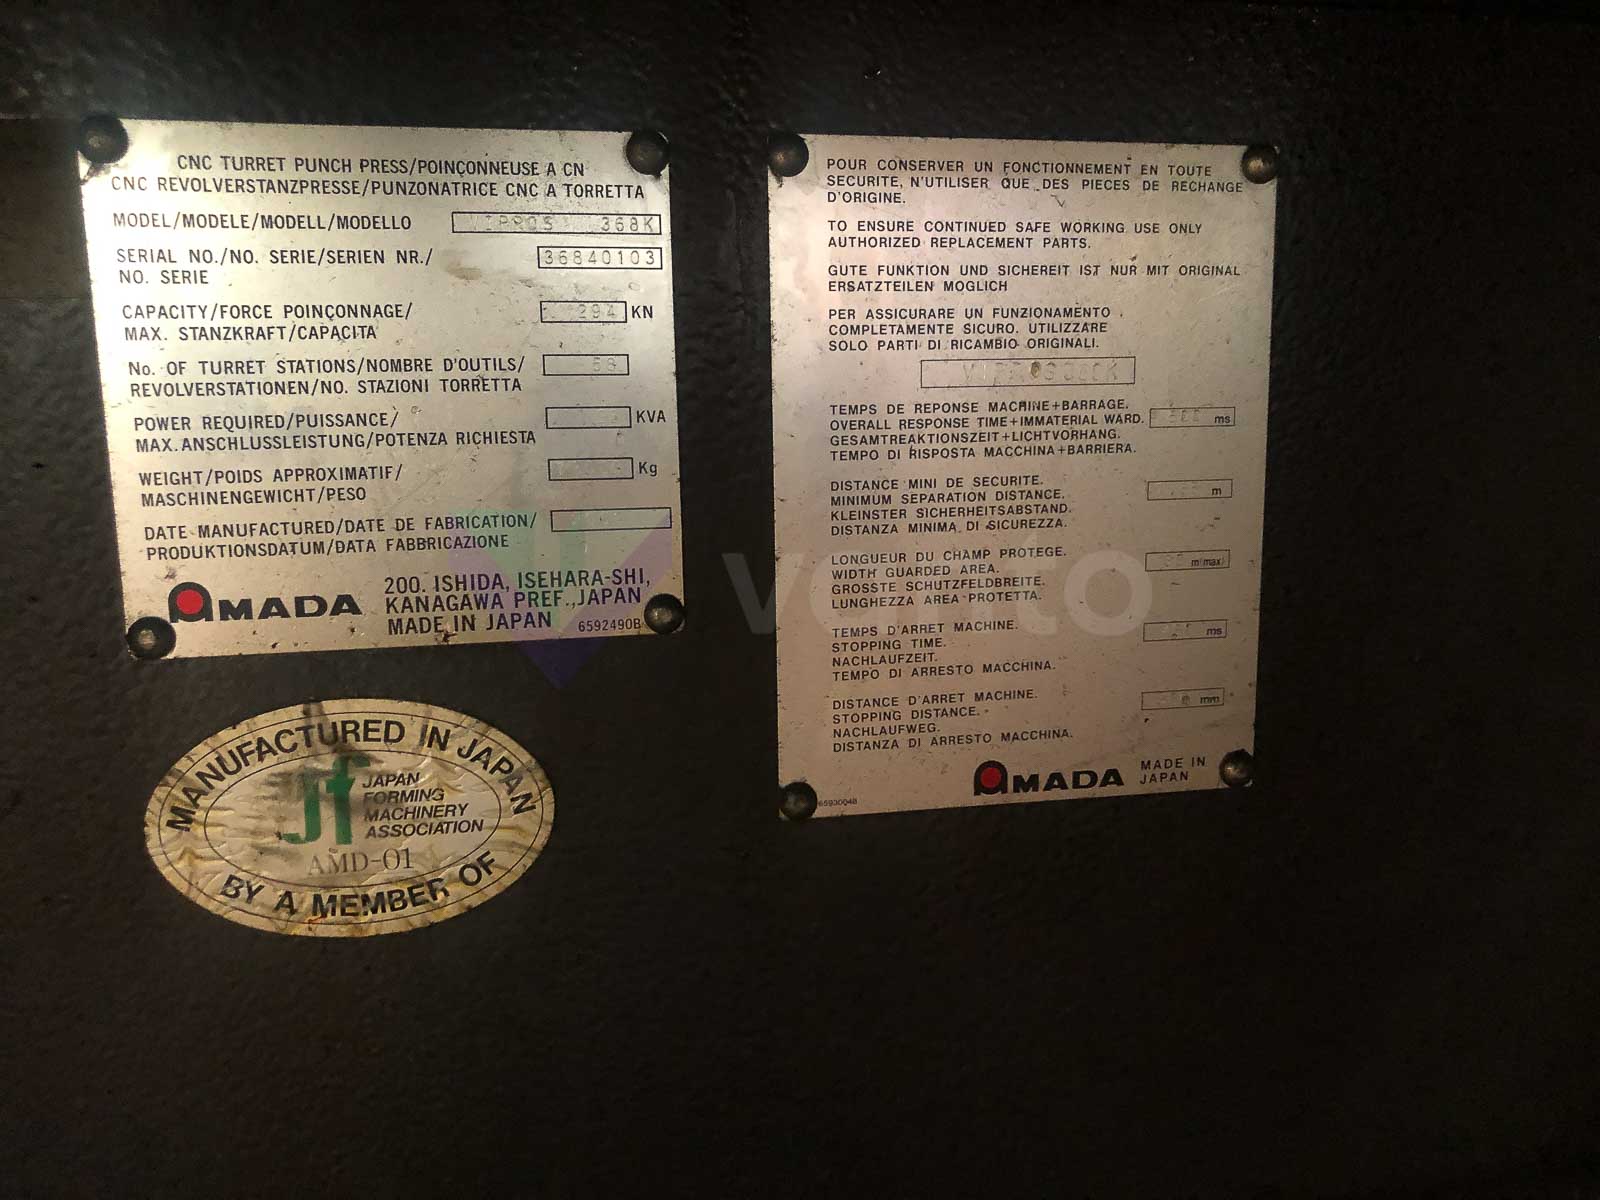 CNC TURRET PUNCH PRESS/POINÇONNEUSE A CN
CNC REVOLVERSTANZPRESSE/PUNZONATRICE CNC A TORRETTA
MODEL/MODELE/MODELL/MODELLO 368K
SERIAL NO./NO. SERIE/SERIEN NR./ 36840103
NO. SERIE
CAPACITY/FORCE POINÇONNAGE/ 294 KN
MAX. STANZKRAFT/CAPACITA
No. OF TURRET STATIONS/NOMBRE D'OUTILS/
REVOLVERSTATIONEN/NO. STAZIONI TORRETTA
POWER REQUIRED/PUISSANCE/ KVA
MAX. ANSCHLUSSLEISTUNG/POTENZA RICHIESTA
WEIGHT/POIDS APPROXIMATIF/ Kg
MASCHINENGEWICHT/PESO
DATE MANUFACTURED/DATE DE FABRICATION/
PRODUKTIONSDATUM/DATA FABBRICAZIONE
AMADA
200. ISHIDA, ISEHARA-SHI,
KANAGAWA PREF., JAPAN
MADE IN JAPAN 6592490B
MANUFACTURED IN JAPAN
Jf
JAPAN
FORMING
MACHINERY
ASSOCIATION
AMD-01
BY A MEMBER OF
POUR CONSERVER UN FONCTIONNEMENT EN TOUTE
SECURITE, N'UTILISER QUE DES PIECES DE RECHANGE
D'ORIGINE.
TO ENSURE CONTINUED SAFE WORKING USE ONLY
AUTHORIZED REPLACEMENT PARTS.
GUTE FUNKTION UND SICHEREIT IST NUR MIT ORIGINAL
ERSATZTEILEN MOGLICH
PER ASSICURARE UN FUNZIONAMENTO
COMPLETAMENTE SICURO. UTILIZZARE
SOLO PARTI DI RICAMBIO ORIGINALI.
TEMPS DE REPONSE MACHINE+BARRAGE.
OVERALL RESPONSE TIME+IMMATERIAL WARD. ms
GESAMTREAKTIONSZEIT+LICHTVORHANG.
TEMPO DI RISPOSTA MACCHINA+BARRIERA.
DISTANCE MINI DE SECURITE.
MINIMUM SEPARATION DISTANCE. m
KLEINSTER SICHERHEITSABSTAND.
DISTANZA MINIMA DI SICUREZZA.
LONGUEUR DU CHAMP PROTEGE.
WIDTH GUARDED AREA. m(max)
GROSSTE SCHUTZFELDBREITE.
LUNGHEZZA AREA PROTETTA.
TEMPS D'ARRET MACHINE.
STOPPING TIME. ms
NACHLAUFZEIT.
TEMPO DI ARRESTO MACCHINA.
DISTANCE D'ARRET MACHINE.
STOPPING DISTANCE. mm
NACHLAUFWEG.
DISTANZA DI ARRESTO MACCHINA.
AMADA MADE IN
JAPAN
6593004B